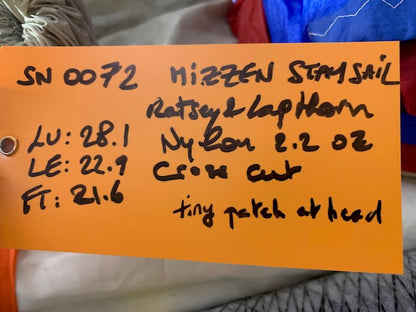 SN 0072 MIZZEN STAYSAIL
Ratsey & Lapthorn
LU: 28.1 Nylon 2.2 oz
LE: 22.9 Cross cut
FT: 21.6
tiny patch at head